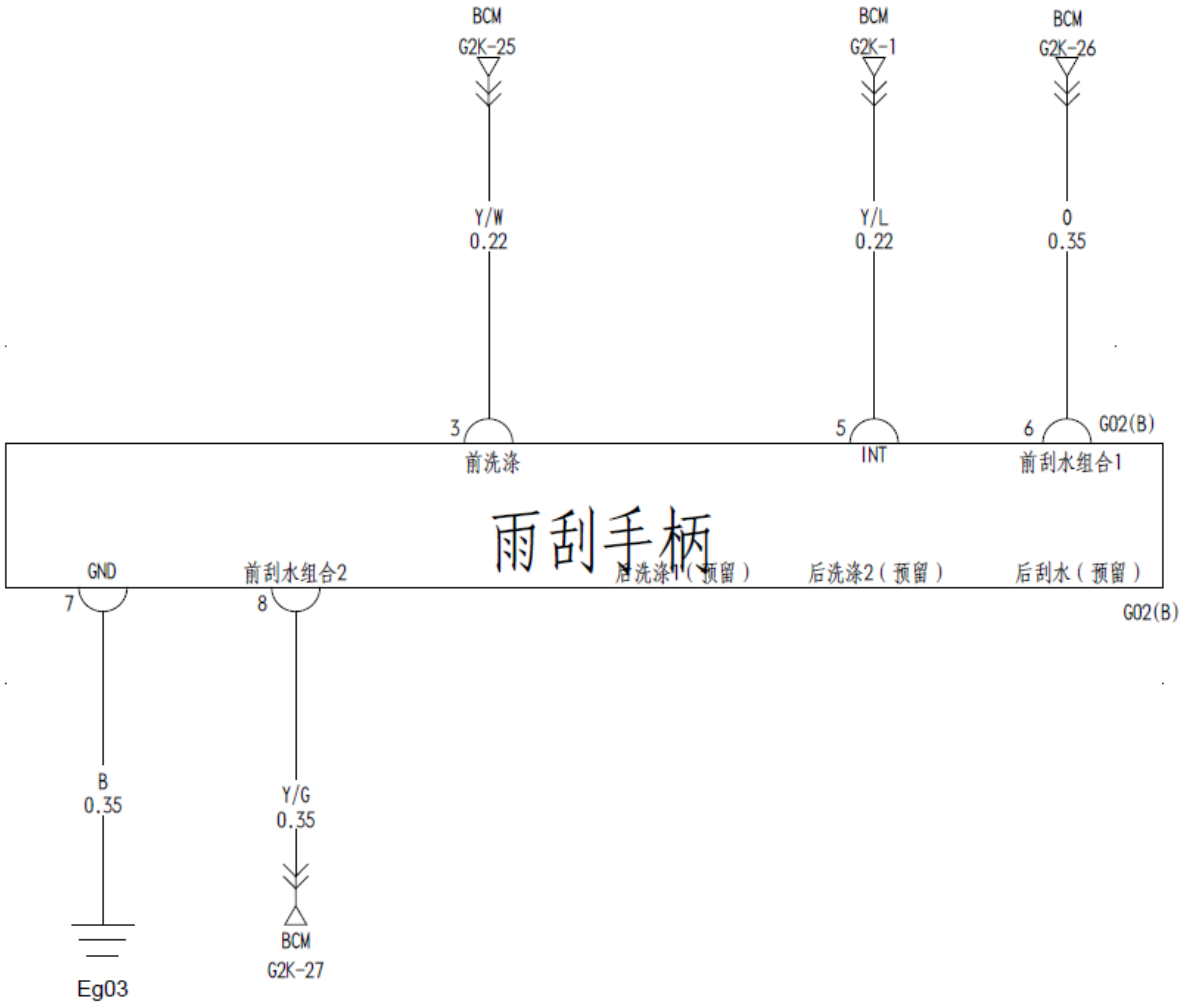 BCM
G2K-25
BCM
G2K-1
BCM
G2K-26
Y/W
0.22
Y/L
0.22
O
0.35
3
5
6
G02(B)
前洗涤
INT
前刮水组合1
雨刮手柄
GND
前刮水组合2
后洗涤1(预留)
后洗涤2(预留)
后刮水(预留)
7
8
G02(B)
B
0.35
Y/G
0.35
BCM
G2K-27
Eg03